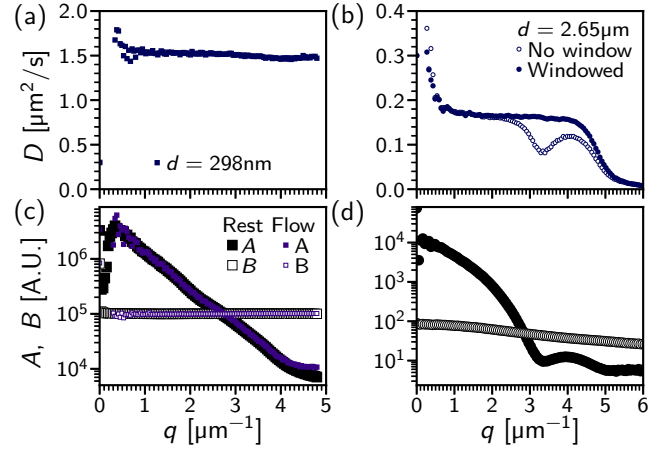 (a)
2.0
1.5
1.0
0.5
0.0
D [µm²/s]
d = 298nm
(b)
0.4
0.3
0.2
0.1
0.0
d = 2.65µm
No window
Windowed
(c)
10⁶
10⁵
10⁴
A, B [A.U.]
Rest Flow
A A
B B
0 1 2 3 4 5
q [µm⁻¹]
(d)
10⁴
10³
10²
10¹
0 1 2 3 4 5 6
q [µm⁻¹]